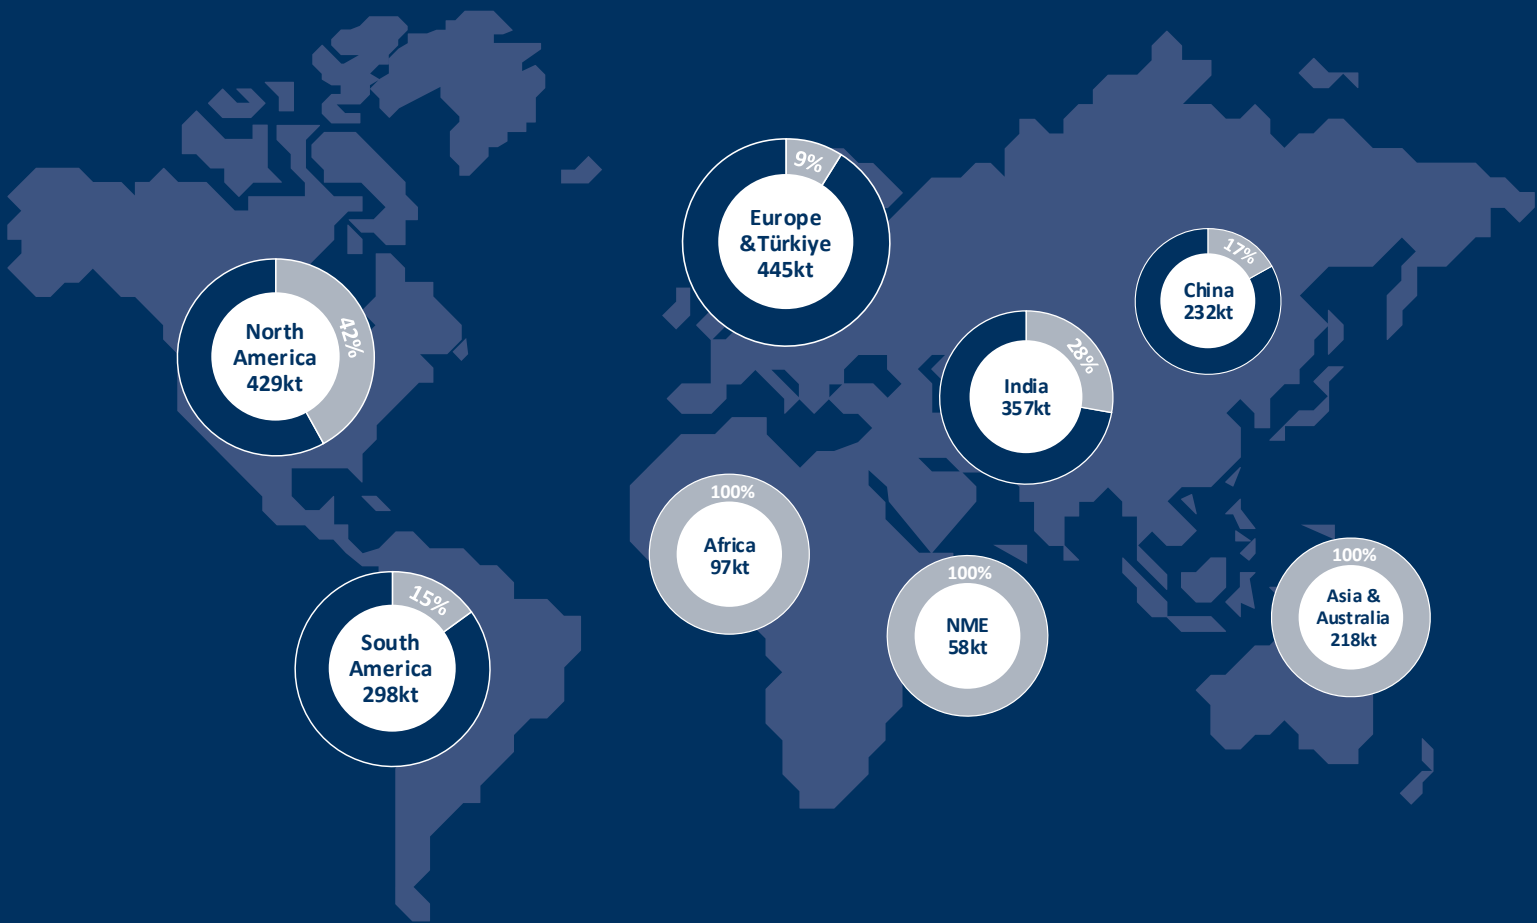 9%
Europe
&Türkiye
445kt
17%
China
232kt
42%
North
America
429kt
28%
India
357kt
100%
Africa
97kt
100%
NME
58kt
100%
Asia &
Australia
218kt
15%
South
America
298kt